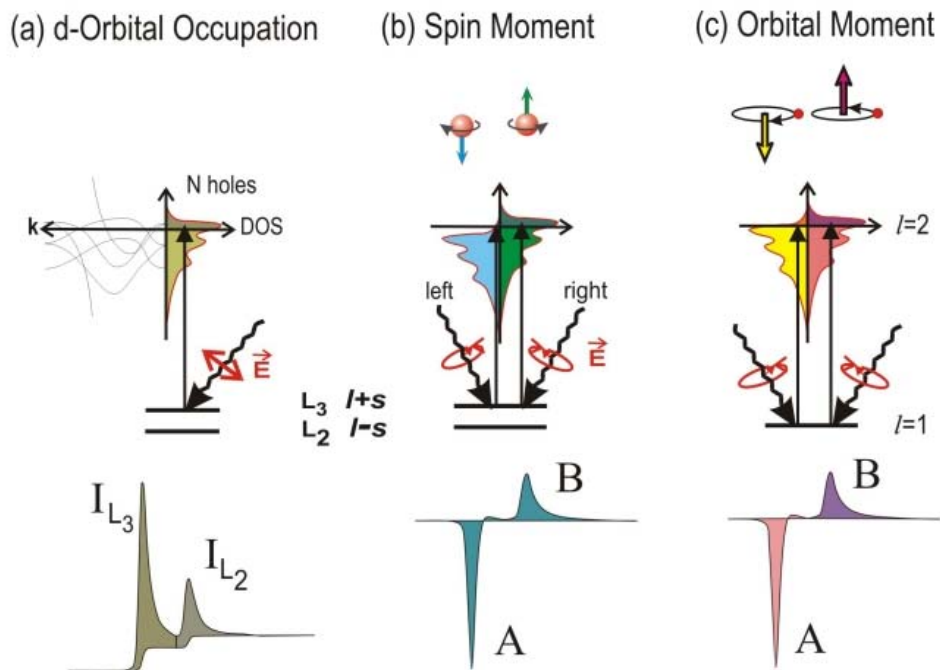 (a) d-Orbital Occupation
(b) Spin Moment
(c) Orbital Moment
N holes
k
DOS
E
L3 l+s
L2 l-s
left
right
E
l=2
l=1
IL3
IL2
B
A
B
A